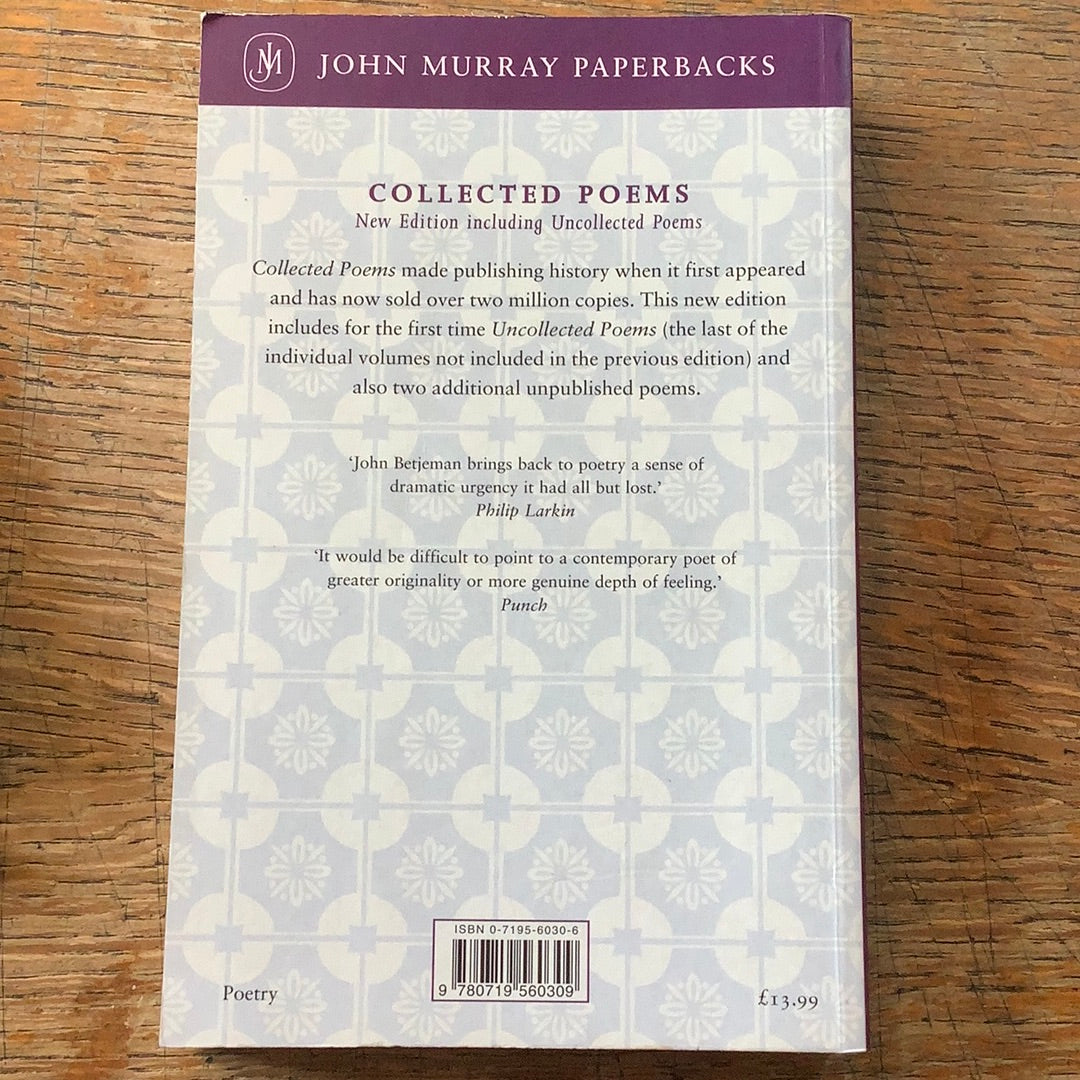 JM JOHN MURRAY PAPERBACKS
COLLECTED POEMS
New Edition including Uncollected Poems
Collected Poems made publishing history when it first appeared
and has now sold over two million copies. This new edition
includes for the first time Uncollected Poems (the last of the
individual volumes not included in the previous edition) and
also two additional unpublished poems.
‘John Betjeman brings back to poetry a sense of
dramatic urgency it had all but lost.’
Philip Larkin
‘It would be difficult to point to a contemporary poet of
greater originality or more genuine depth of feeling.’
Punch
ISBN 0-7195-6030-6
9 780719 560309
Poetry
£13.99